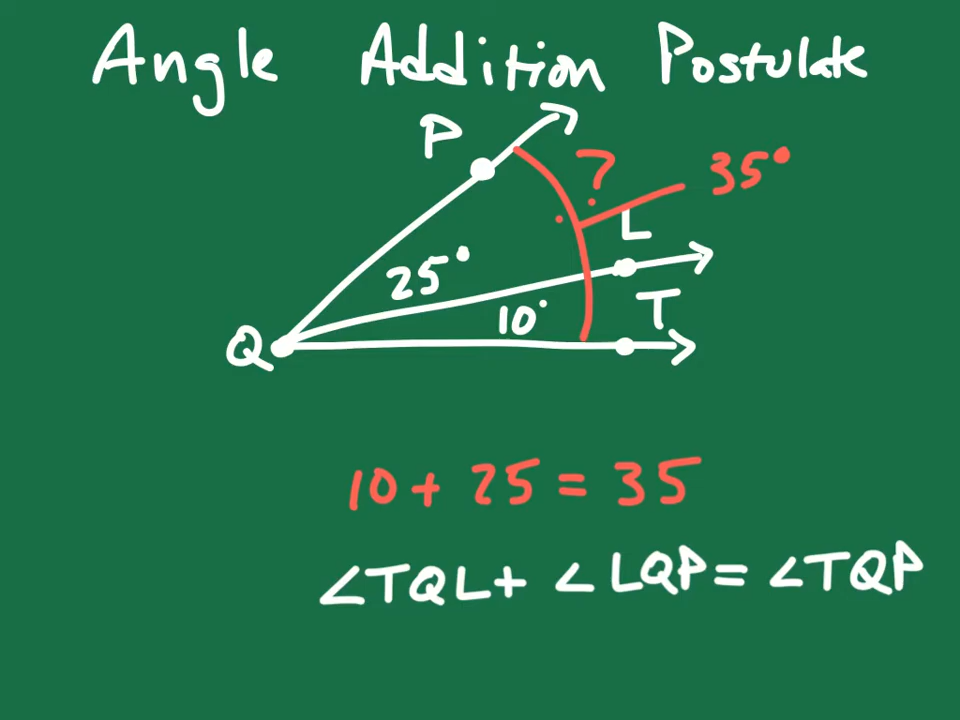 Angle Addition Postulate
P
? 35°
L
25°
T
10°
Q
10 + 25 = 35
∠TQL + ∠LQP = ∠TQP